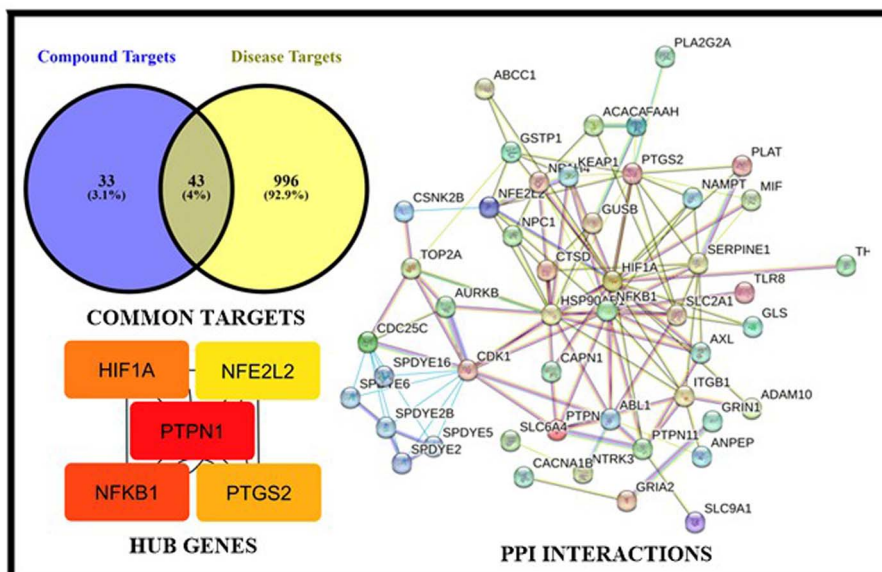 Compound Targets
Disease Targets
33
(3.1%)
43
(4%)
996
(92.9%)
COMMON TARGETS
HIF1A
NFE2L2
PTPN1
NFKB1
PTGS2
HUB GENES
PLA2G2A
ABCC1
ACACA
FAAH
GSTP1
KEAP1
PTGS2
PLAT
NAMPT
MIF
CSNK2B
NFE2L2
GUSB
NPC1
TOP2A
CTSD
HIF1A
SERPINE1
TH
TLR8
AURKB
NFKB1
SLC2A1
GLS
CDC25C
AXL
SPDYE16
CDK1
CAPN1
ITGB1
SPDYE6
ADAM10
SPDYE2B
SPDYE5
SLC6A4
PTPN
ABL1
GRIN1
SPDYE2
PTPN11
ANPEP
CACNA1B
NTRK3
GRIA2
SLC9A1
PPI INTERACTIONS